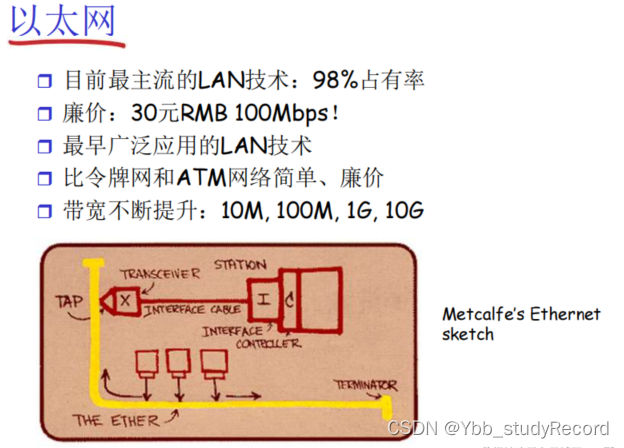 以太网
目前最主流的LAN技术：98%占有率
廉价：30元RMB 100Mbps！
最早广泛应用的LAN技术
比令牌网和ATM网络简单、廉价
带宽不断提升：10M, 100M, 1G, 10G
STATION
TRANSCEIVER
TAP
X
I
C
INTERFACE CABLE
INTERFACE
CONTROLLER
TERMINATOR
THE ETHER
Metcalfe's Ethernet
sketch
CSDN @Ybb_studyRecord